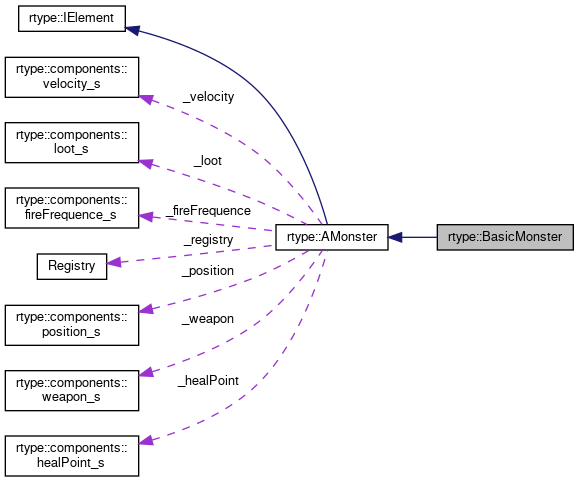 rtype::IElement
rtype::components::
velocity_s
_velocity
rtype::components::
loot_s
_loot
rtype::components::
fireFrequence_s
_fireFrequence
Registry
_registry
rtype::AMonster
rtype::BasicMonster
_position
rtype::components::
position_s
_weapon
rtype::components::
weapon_s
_healPoint
rtype::components::
healPoint_s